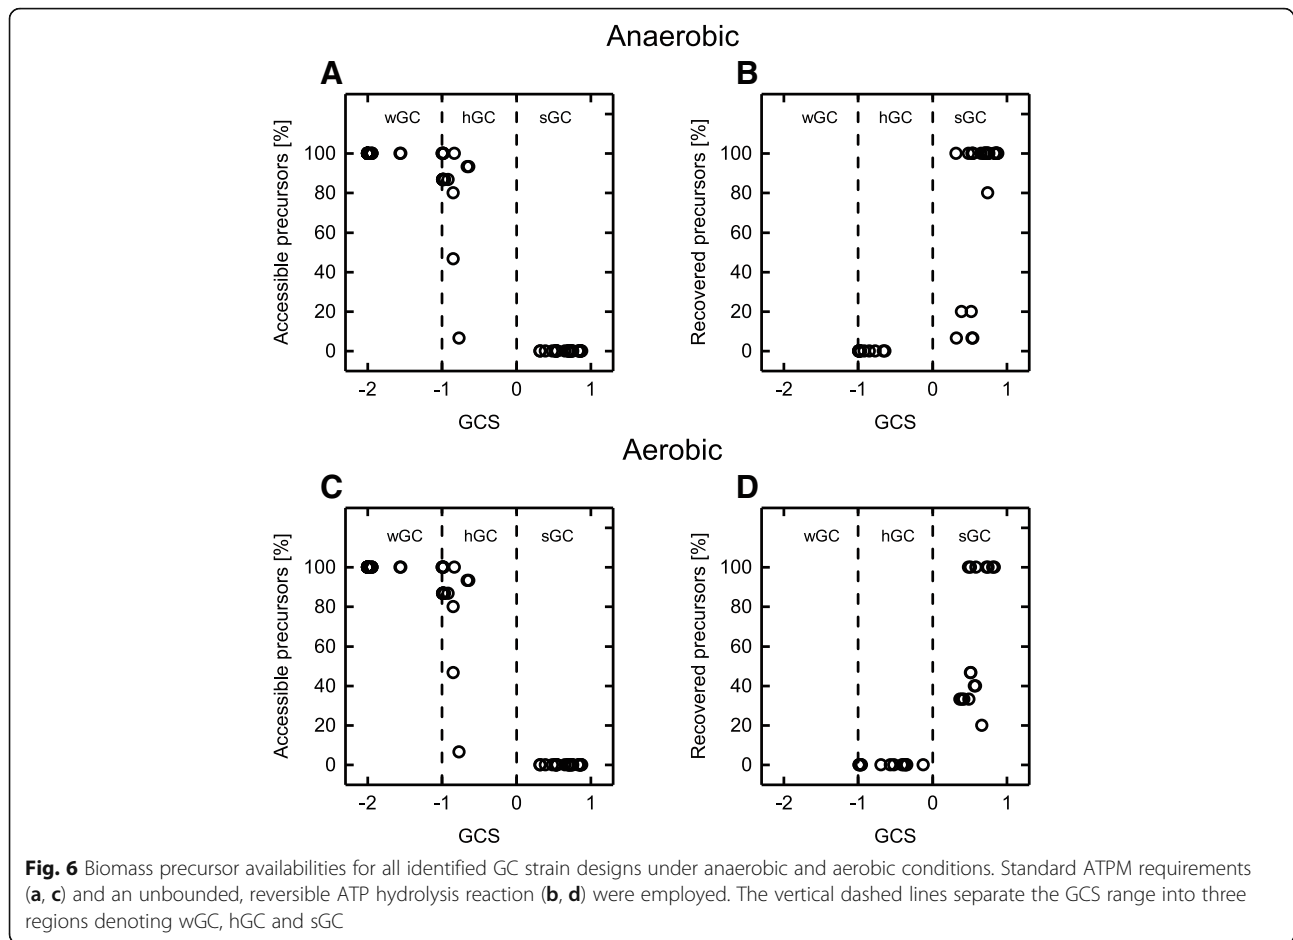 Anaerobic
A
B
wGC hGC sGC
wGC hGC sGC
Accessible precursors [%]
100
80
60
40
20
0
-2 -1 0 1
GCS
Recovered precursors [%]
100
80
60
40
20
0
-2 -1 0 1
GCS
Aerobic
C
D
wGC hGC sGC
wGC hGC sGC
Accessible precursors [%]
100
80
60
40
20
0
-2 -1 0 1
GCS
Recovered precursors [%]
100
80
60
40
20
0
-2 -1 0 1
GCS
Fig. 6 Biomass precursor availabilities for all identified GC strain designs under anaerobic and aerobic conditions. Standard ATPM requirements
(a, c) and an unbounded, reversible ATP hydrolysis reaction (b, d) were employed. The vertical dashed lines separate the GCS range into three
regions denoting wGC, hGC and sGC